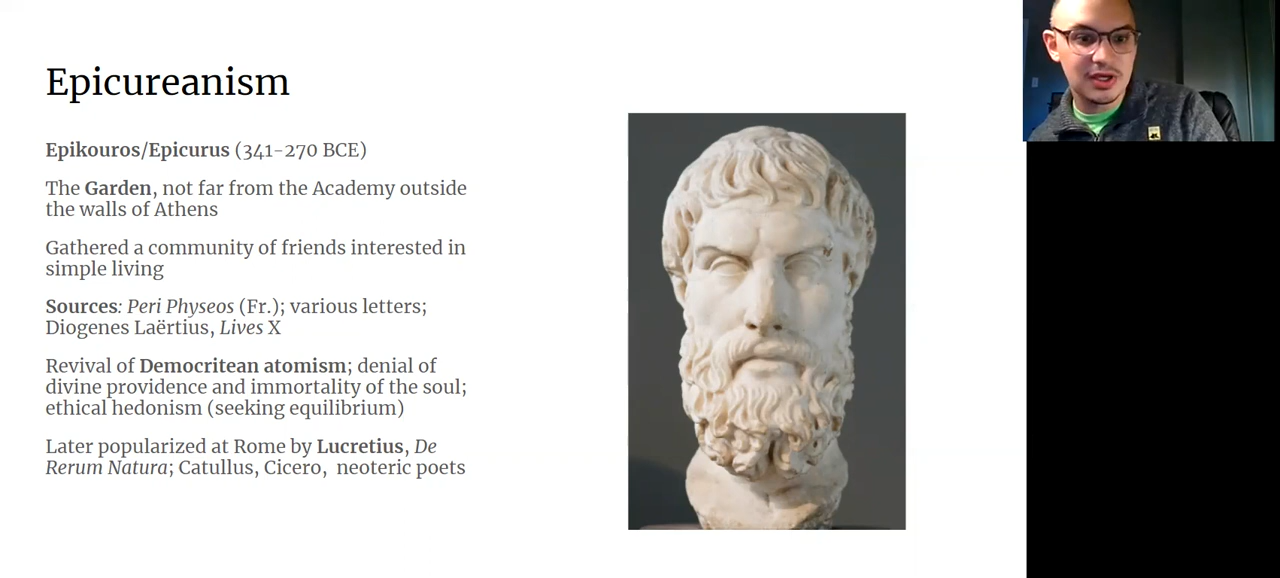 Epicureanism
Epikouros/Epicurus (341-270 BCE)
The Garden, not far from the Academy outside
the walls of Athens
Gathered a community of friends interested in
simple living
Sources: Peri Physeos (Fr.); various letters;
Diogenes Laërtius, Lives X
Revival of Democritean atomism; denial of
divine providence and immortality of the soul;
ethical hedonism (seeking equilibrium)
Later popularized at Rome by Lucretius, De
Rerum Natura; Catullus, Cicero,  neoteric poets